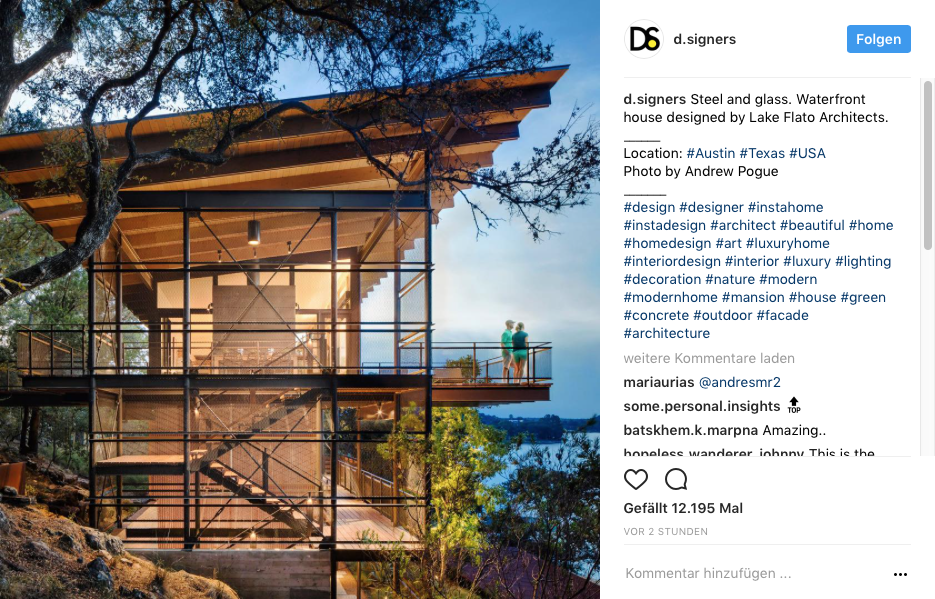 DS
d.signers
Folgen
d.signers Steel and glass. Waterfront
house designed by Lake Flato Architects.
_____
Location: #Austin #Texas #USA
Photo by Andrew Pogue
______
#design #designer #instahome
#instadesign #architect #beautiful #home
#homedesign #art #luxuryhome
#interiordesign #interior #luxury #lighting
#decoration #nature #modern
#modernhome #mansion #house #green
#concrete #outdoor #facade
#architecture
weitere Kommentare laden
mariaurias @andresmr2
some.personal.insights 🔝
batskhem.k.marpna Amazing..
hopeless_wanderer_johnny This is the
Gefällt 12.195 Mal
VOR 2 STUNDEN
Kommentar hinzufügen ...